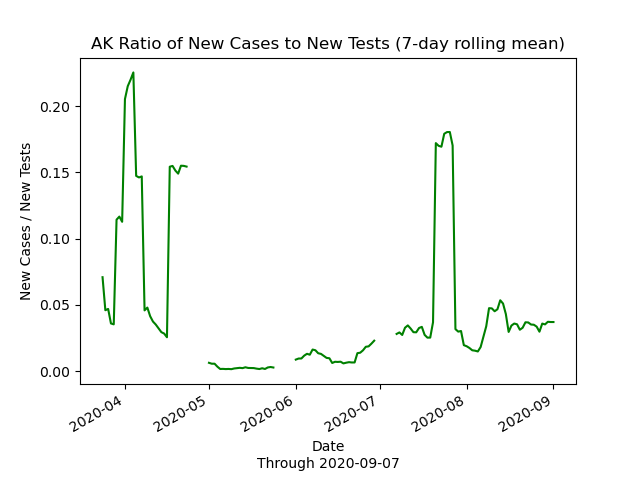 AK Ratio of New Cases to New Tests (7-day rolling mean)
New Cases / New Tests
0.20
0.15
0.10
0.05
0.00
2020-04
2020-05
2020-06
2020-07
2020-08
2020-09
Date
Through 2020-09-07